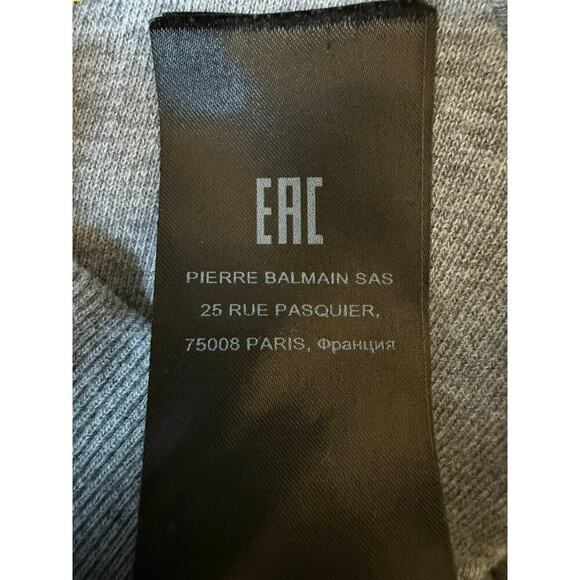 EAC
PIERRE BALMAIN SAS
25 RUE PASQUIER,
75008 PARIS, Франция